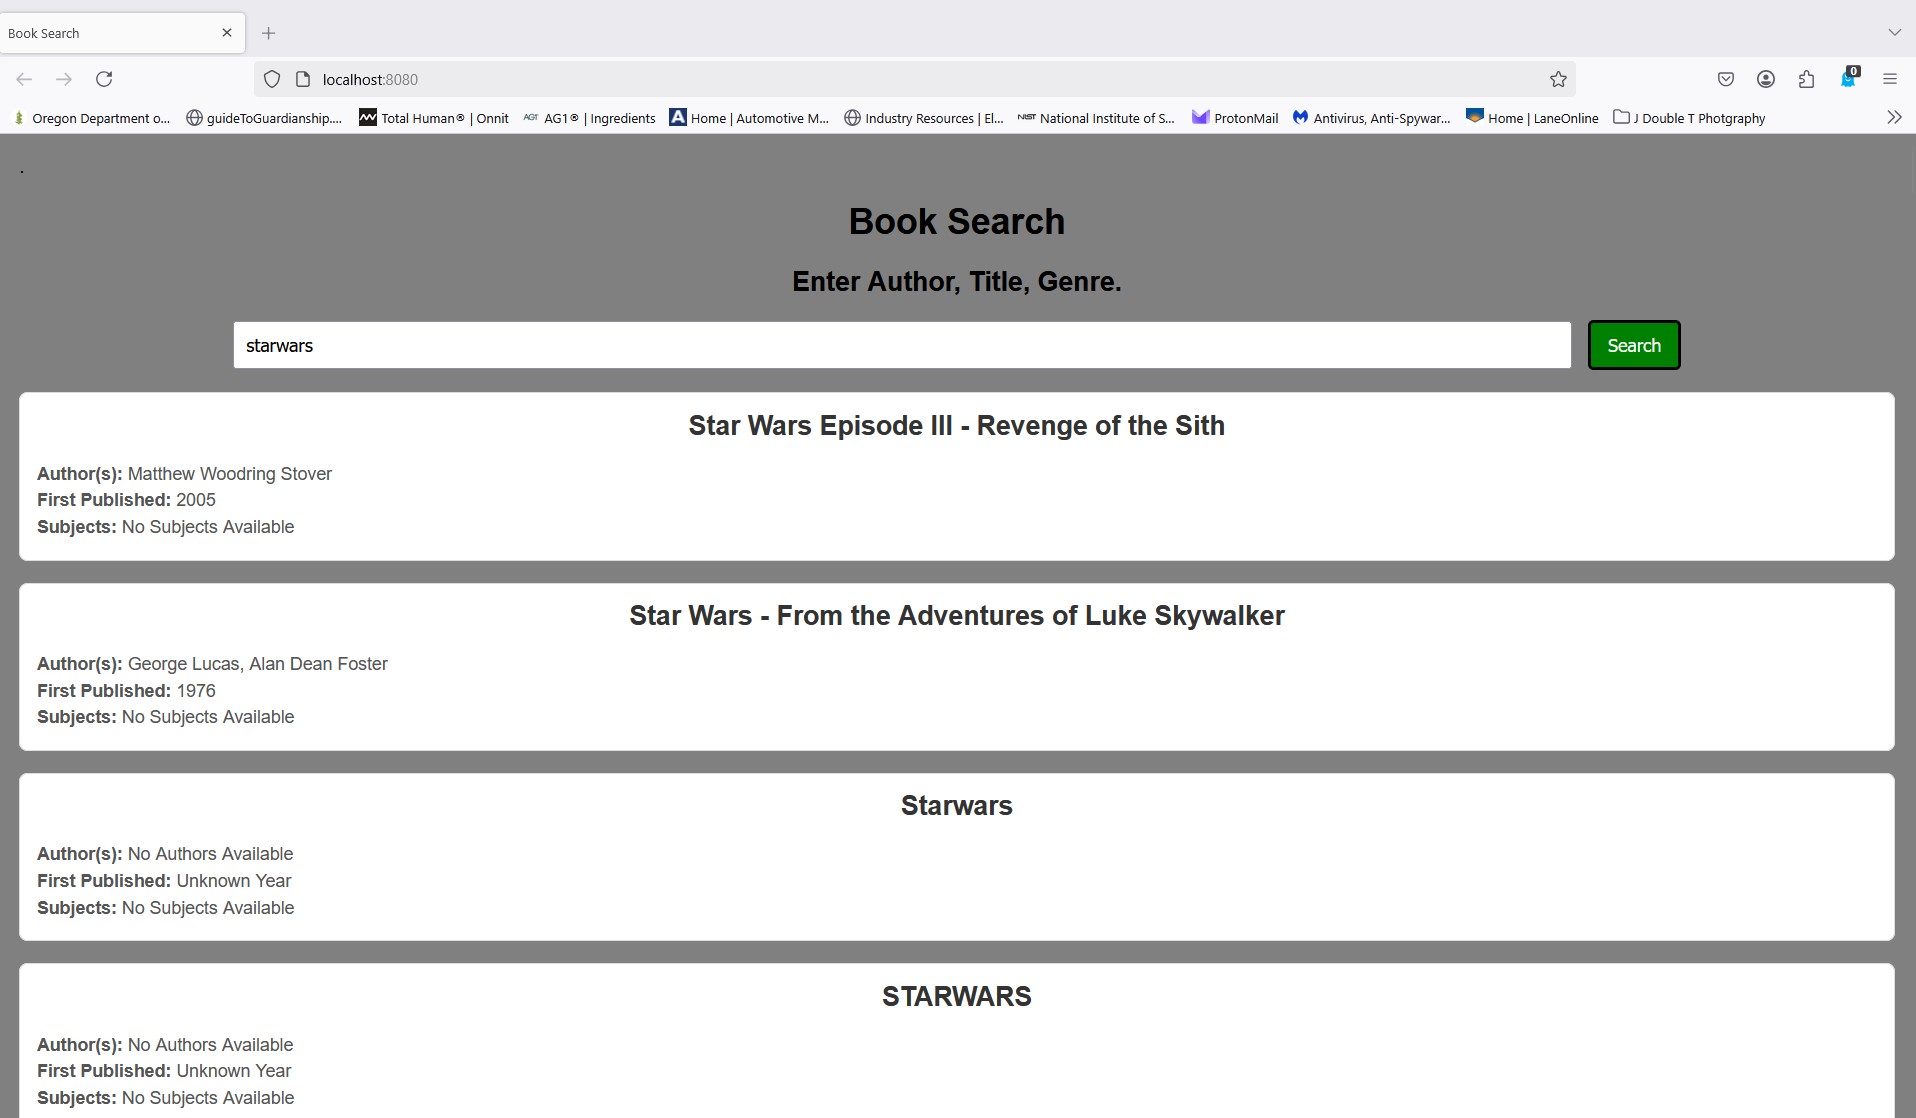 Book Search
localhost:8080
Oregon Department o...
guideToGuardianship....
Total Human® | Onnit
AGT AG1® | Ingredients
A Home | Automotive M...
Industry Resources | El...
NIST National Institute of S...
ProtonMail
Antivirus, Anti-Spywar...
Home | LaneOnline
J Double T Photgraphy
0
.
Book Search
Enter Author, Title, Genre.
starwars
Search
Star Wars Episode III - Revenge of the Sith
Author(s): Matthew Woodring Stover
First Published: 2005
Subjects: No Subjects Available
Star Wars - From the Adventures of Luke Skywalker
Author(s): George Lucas, Alan Dean Foster
First Published: 1976
Subjects: No Subjects Available
Starwars
Author(s): No Authors Available
First Published: Unknown Year
Subjects: No Subjects Available
STARWARS
Author(s): No Authors Available
First Published: Unknown Year
Subjects: No Subjects Available